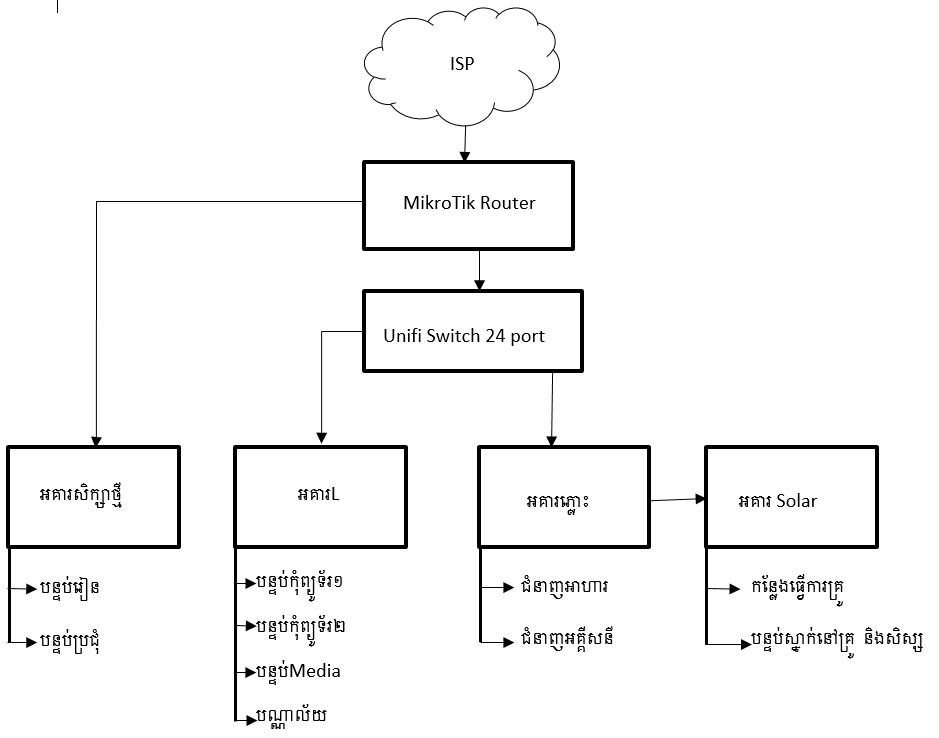 ISP
MikroTik Router
Unifi Switch 24 port
អគារសិក្សាថ្មី
អគារL
អគារភ្លោះ
អគារ Solar
បន្ទប់រៀន
បន្ទប់ប្រជុំ
បន្ទប់កុំព្យូទ័រ១
បន្ទប់កុំព្យូទ័រ២
បន្ទប់Media
បណ្ណាល័យ
ជំនាញអាហារ
ជំនាញអគ្គីសនី
កន្លែងធ្វើការគ្រូ
បន្ទប់ស្នាក់នៅគ្រូ និងសិស្ស